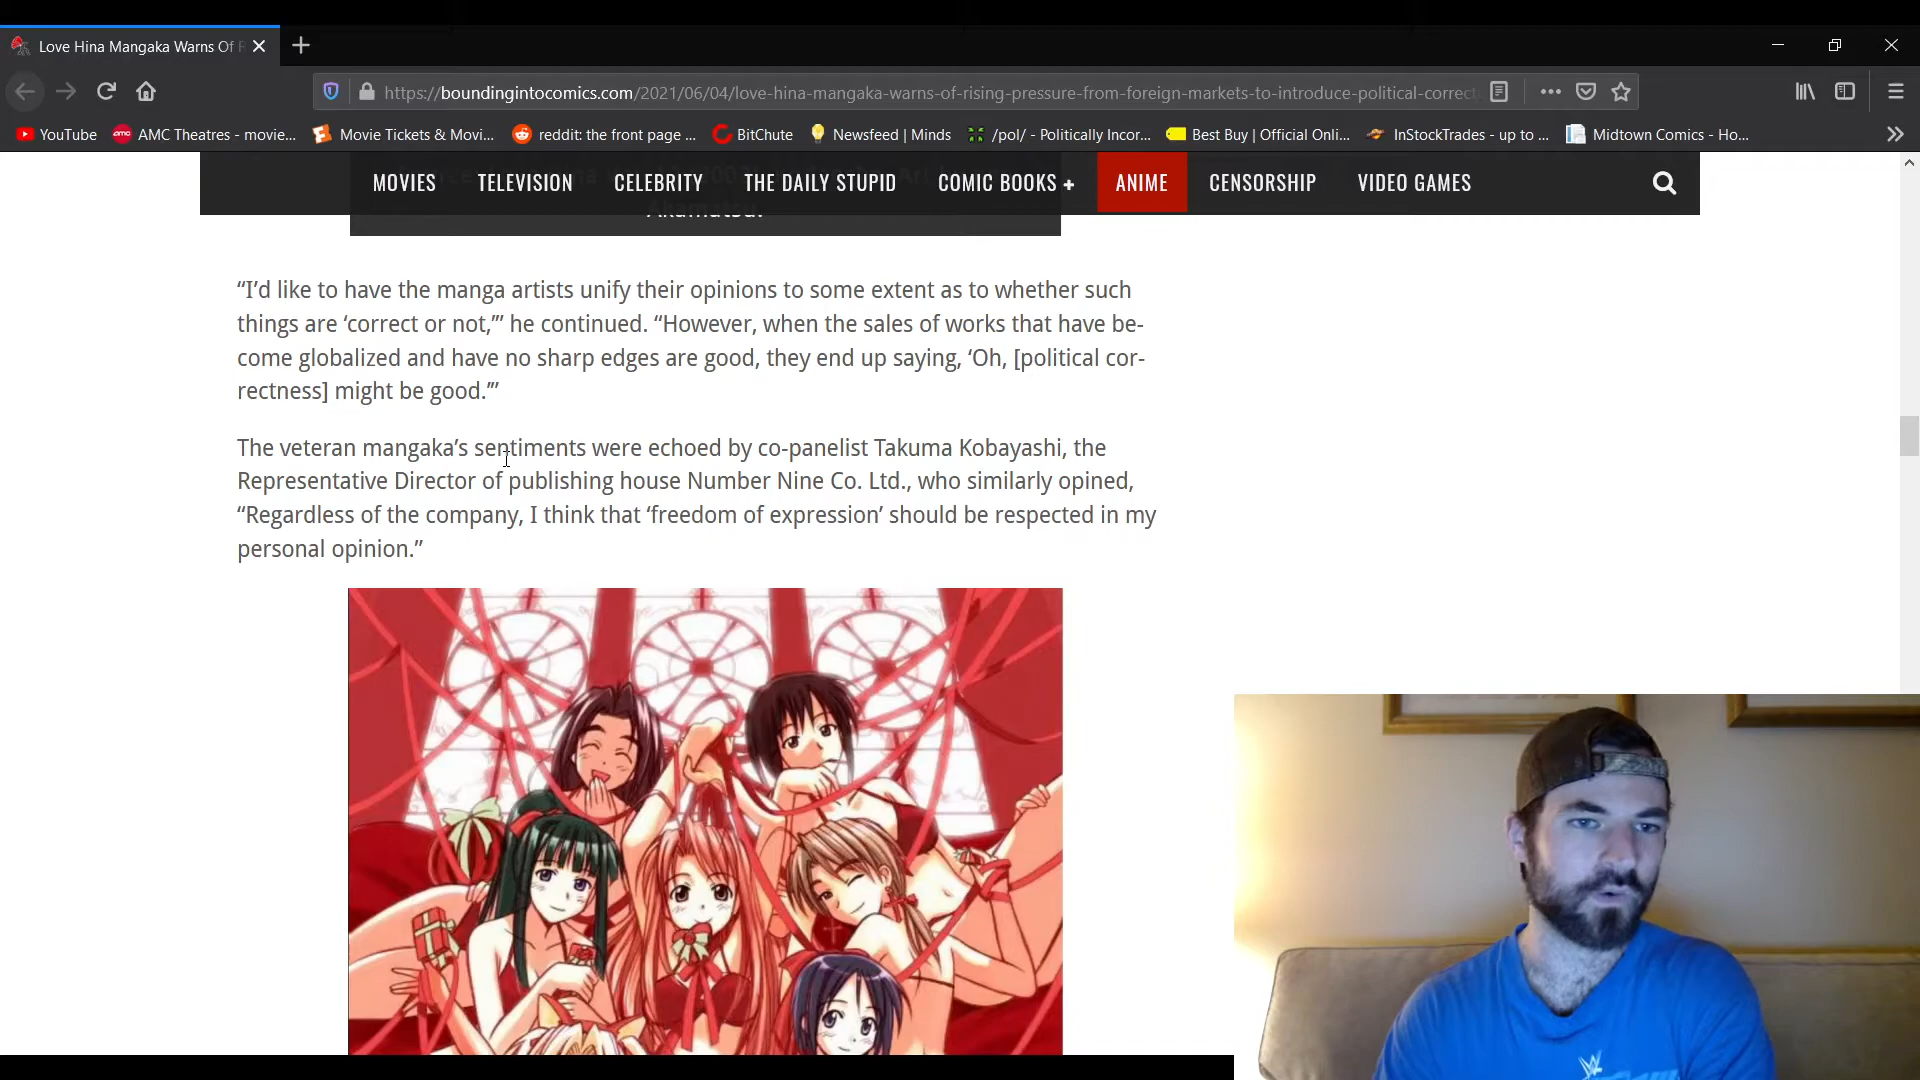 Love Hina Mangaka Warns Of
https://boundingintocomics.com/2021/06/04/love-hina-mangaka-warns-of-rising-pressure-from-foreign-markets-to-introduce-political-correct
YouTube AMC Theatres - movie... Movie Tickets & Movi... reddit: the front page ... BitChute Newsfeed | Minds /pol/ - Politically Incor... Best Buy | Official Onli... InStockTrades - up to ... Midtown Comics - Ho...
MOVIES TELEVISION CELEBRITY THE DAILY STUPID COMIC BOOKS + ANIME CENSORSHIP VIDEO GAMES
Akamatsu.
“I’d like to have the manga artists unify their opinions to some extent as to whether such
things are ‘correct or not,’” he continued. “However, when the sales of works that have be-
come globalized and have no sharp edges are good, they end up saying, ‘Oh, [political cor-
rectness] might be good.’”
The veteran mangaka’s sentiments were echoed by co-panelist Takuma Kobayashi, the
Representative Director of publishing house Number Nine Co. Ltd., who similarly opined,
“Regardless of the company, I think that ‘freedom of expression’ should be respected in my
personal opinion.”